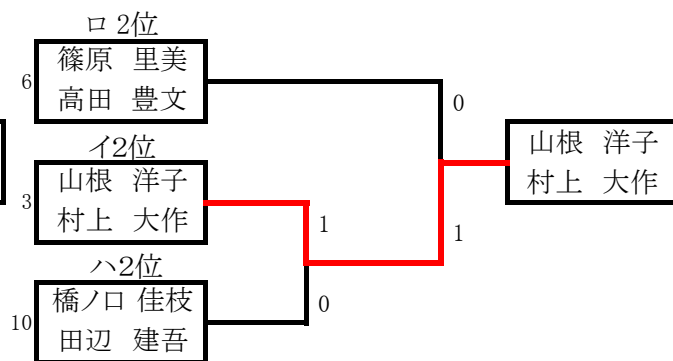 ロ 2位
6
篠原 里美
高田 豊文
0
イ2位
3
山根 洋子
村上 大作
1
1
山根 洋子
村上 大作
ハ2位
10
橋ノ口 佳枝
田辺 建吾
0